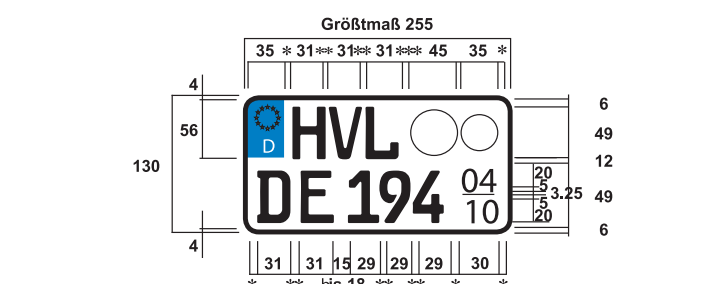 Größtmaß 255
35 * 31 ** 31 ** 31 *** 45 35 *
4
56
130
4
D HVL
DE 194 04
10
6
49
12
20
5
3.25
5
49
20
6
31 31 15 29 29 29 30
* ** bis 18 ** ** * *